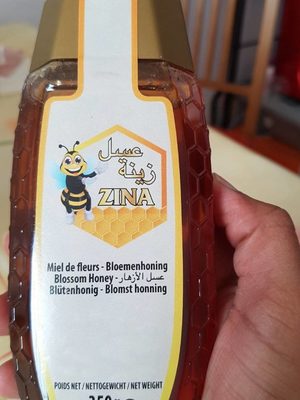 عسل
زينة
ZINA
Miel de fleurs - Bloemenhoning
Blossom Honey - عسل الأزهار
Blütenhonig - Blomst honning
POIDS NET / NETTOGEWICHT / NET WEIGHT
350